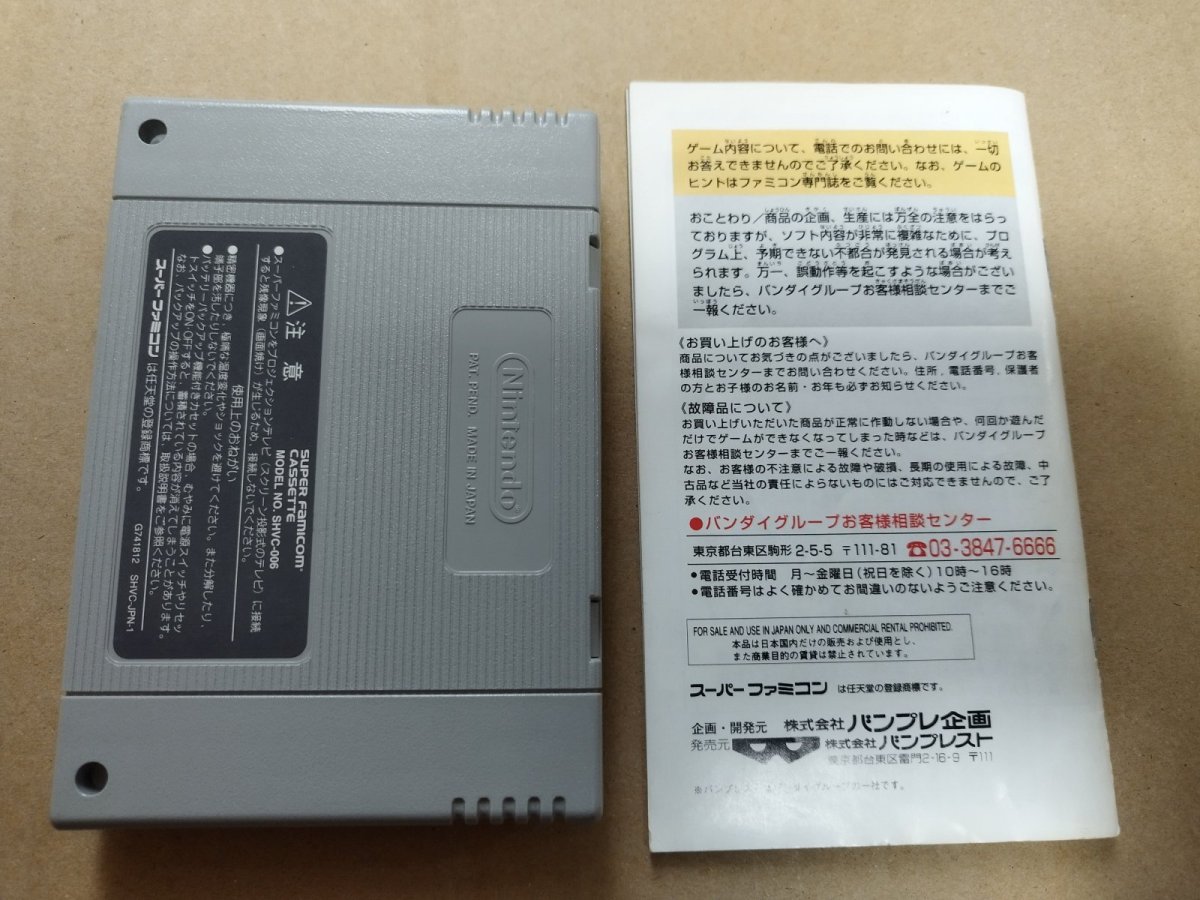 Nintendo®
PAT. PEND. MADE IN JAPAN
SUPER FAMICOM®
CASSETTE
MODEL NO. SHVC-006
注意
●スーパーファミコンをプロジェクションテレビ(スクリーン投影式のテレビ)に接続
すると残像現象(画面焼け)が生じるため、接続しないでください。
使用上のおねがい
●精密機器につき、極端な温度変化やショックを避けてください。また分解したり、
端子部を汚したりしないでください。
●バッテリーバックアップ機能付きカセットの場合、むやみに電源スイッチやリセッ
トスイッチをON・OFFすると、蓄積されている内容が消えてしまうことがあります。
なお、バックアップの操作方法については、取扱説明書をご参照ください。
スーパーファミコン は任天堂の登録商標です。
G741812 SHVC-JPN-1
ゲーム内容について、電話でのお問い合わせには、一切
お答えできませんのでご了承ください。なお、ゲームの
ヒントはファミコン専門誌をご覧ください。
おことわり/商品の企画、生産には万全の注意をはらっ
ておりますが、ソフト内容が非常に複雑なために、プロ
グラム上、予期できない不都合が発見される場合が考え
られます。万一、誤動作等を起こすような場合がござい
ましたら、バンダイグループお客様相談センターまでご
一報ください。
《お買い上げのお客様へ》
商品についてお気づきの点がございましたら、バンダイグループお客
様相談センターまでお問い合わせください。住所、電話番号、保護者
の方とお子様のお名前・お年も必ずお知らせください。
《故障品について》
お買い上げいただいた商品が正常に作動しない場合や、何回か遊んだ
だけでゲームができなくなってしまった時などは、バンダイグループ
お客様相談センターまでご一報ください。
なお、お客様の不注意による故障や破損、長期の使用による故障、中
古品など当社の責任によらないものにはご対応できませんので、ご了
承ください。
●バンダイグループお客様相談センター
東京都台東区駒形2-5-5 〒111-81 ☎03-3847-6666
●電話受付時間 月〜金曜日(祝日を除く)10時〜16時
●電話番号はよく確かめてお間違いのないようご注意ください。
FOR SALE AND USE IN JAPAN ONLY AND COMMERCIAL RENTAL PROHIBITED.
本品は日本国内だけの販売および使用とし、
また商業目的の賃貸は禁止されています。
スーパーファミコン は任天堂の登録商標です。
企画・開発元 株式会社バンプレ企画
発売元 株式会社バンプレスト
東京都台東区雷門2-16-9 〒111
※バンプレス グループの一社です。